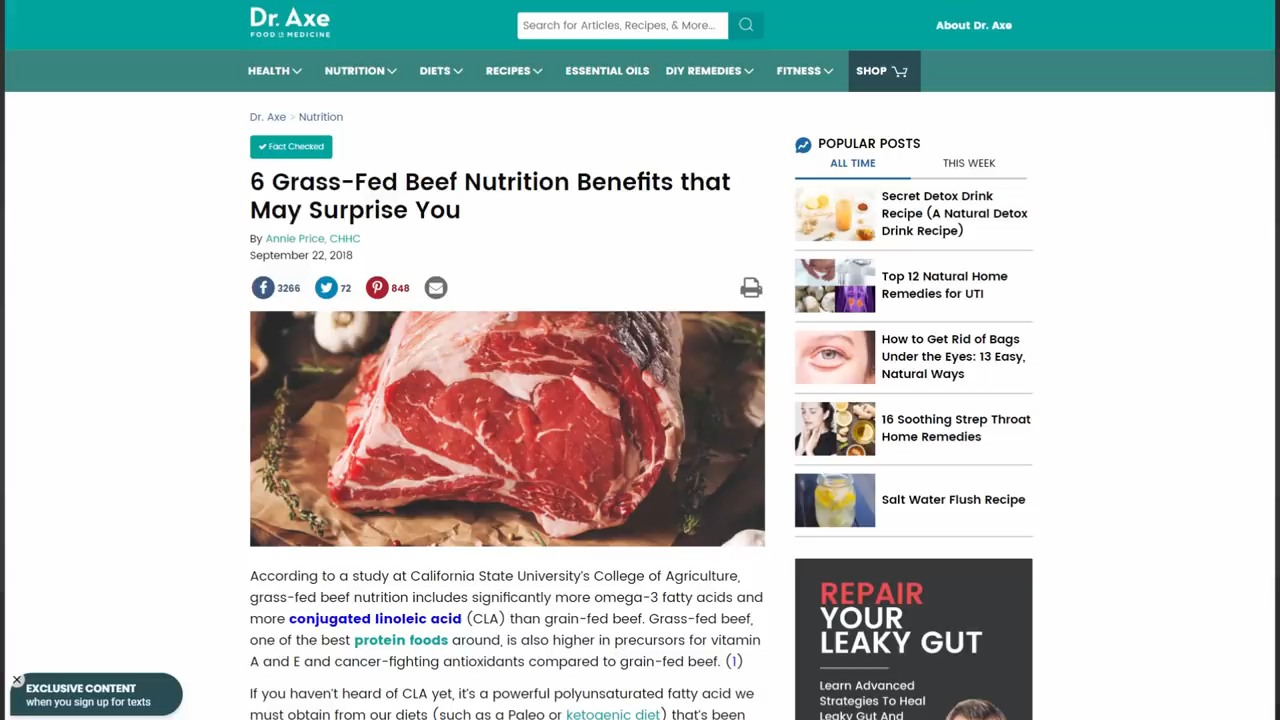 Dr. Axe
FOOD IS MEDICINE
Search for Articles, Recipes, & More...
About Dr. Axe
HEALTH
NUTRITION
DIETS
RECIPES
ESSENTIAL OILS
DIY REMEDIES
FITNESS
SHOP
Dr. Axe > Nutrition
Fact Checked
6 Grass-Fed Beef Nutrition Benefits that
May Surprise You
By Annie Price, CHHC
September 22, 2018
3266
72
848
According to a study at California State University's College of Agriculture,
grass-fed beef nutrition includes significantly more omega-3 fatty acids and
more conjugated linoleic acid (CLA) than grain-fed beef. Grass-fed beef,
one of the best protein foods around, is also higher in precursors for vitamin
A and E and cancer-fighting antioxidants compared to grain-fed beef. (1)
If you haven't heard of CLA yet, it's a powerful polyunsaturated fatty acid we
must obtain from our diets (such as a Paleo or ketogenic diet) that's been
POPULAR POSTS
ALL TIME
THIS WEEK
Secret Detox Drink
Recipe (A Natural Detox
Drink Recipe)
Top 12 Natural Home
Remedies for UTI
How to Get Rid of Bags
Under the Eyes: 13 Easy,
Natural Ways
16 Soothing Strep Throat
Home Remedies
Salt Water Flush Recipe
REPAIR
YOUR
LEAKY GUT
Learn Advanced
Strategies To Heal
Leaky Gut And
EXCLUSIVE CONTENT
when you sign up for texts